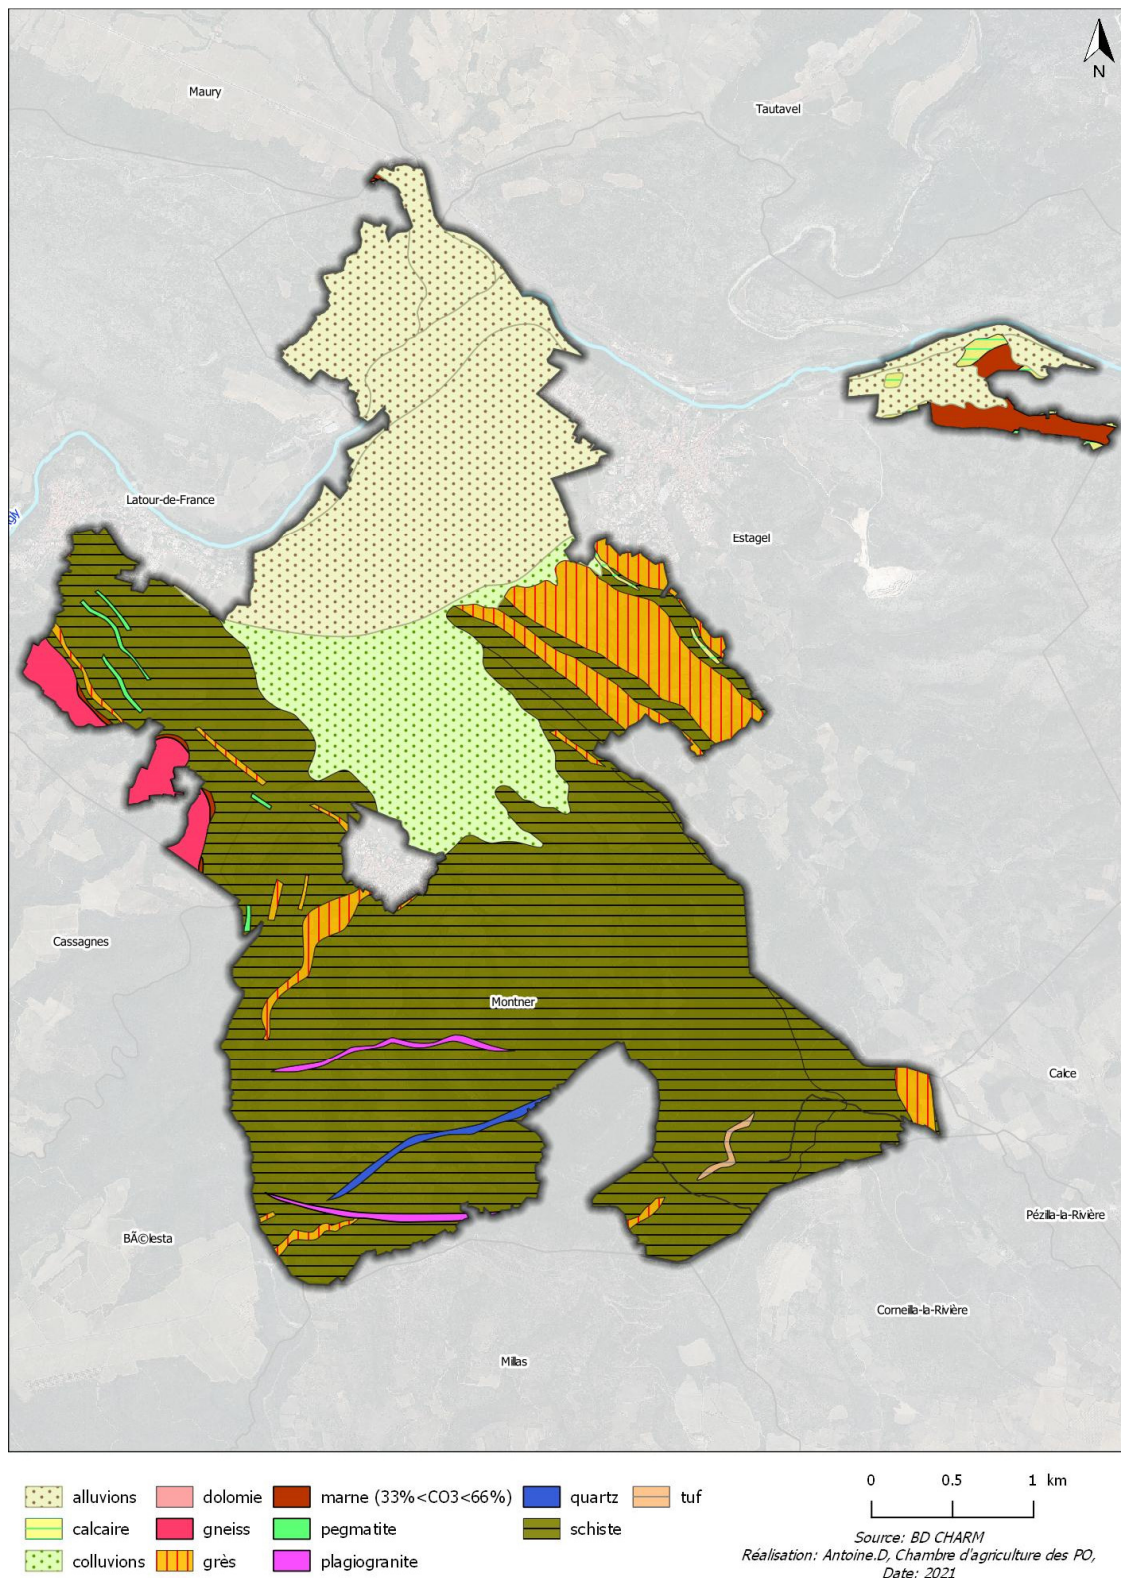 N
Maury
Tautavel
Latour-de-France
gly
Estagel
Cassagnes
Montner
Calce
Pézilla-la-Rivière
BÃ©lesta
Corneilla-la-Rivière
Millas
0 0.5 1 km
alluvions dolomie marne (33%<CO3<66%) quartz tuf
calcaire gneiss pegmatite schiste
colluvions grès plagiogranite
Source: BD CHARM
Réalisation: Antoine.D, Chambre d'agriculture des PO,
Date: 2021